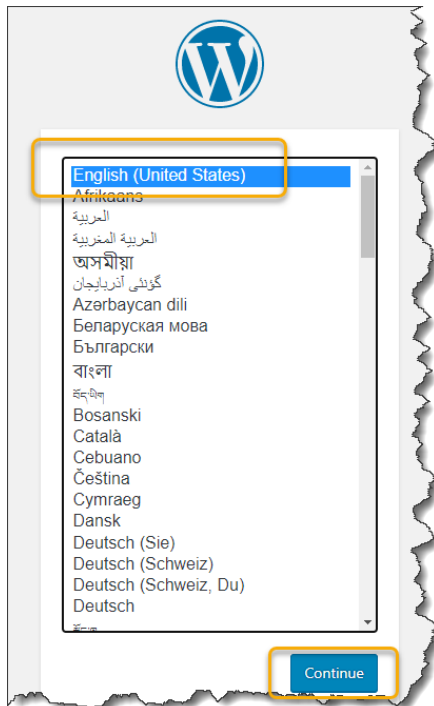 English (United States)
Afrikaans
العربية
العربية المغربية
অসমীয়া
گؤنئی آذربایجان
Azərbaycan dili
Беларуская мова
Български
বাংলা
བོད་ཡིག
Bosanski
Català
Cebuano
Čeština
Cymraeg
Dansk
Deutsch (Sie)
Deutsch (Schweiz)
Deutsch (Schweiz, Du)
Deutsch
Continue